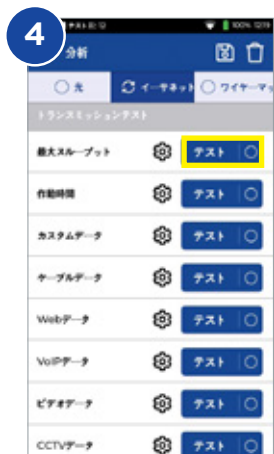 4
100% 12:19
分析
光
イーサネット
ワイヤーマッ
トランスミッションテスト
最大スループット テスト
作動時間 テスト
カスタムデータ テスト
ケーブルデータ テスト
Webデータ テスト
VoIPデータ テスト
ビデオデータ テスト
CCTVデータ テスト